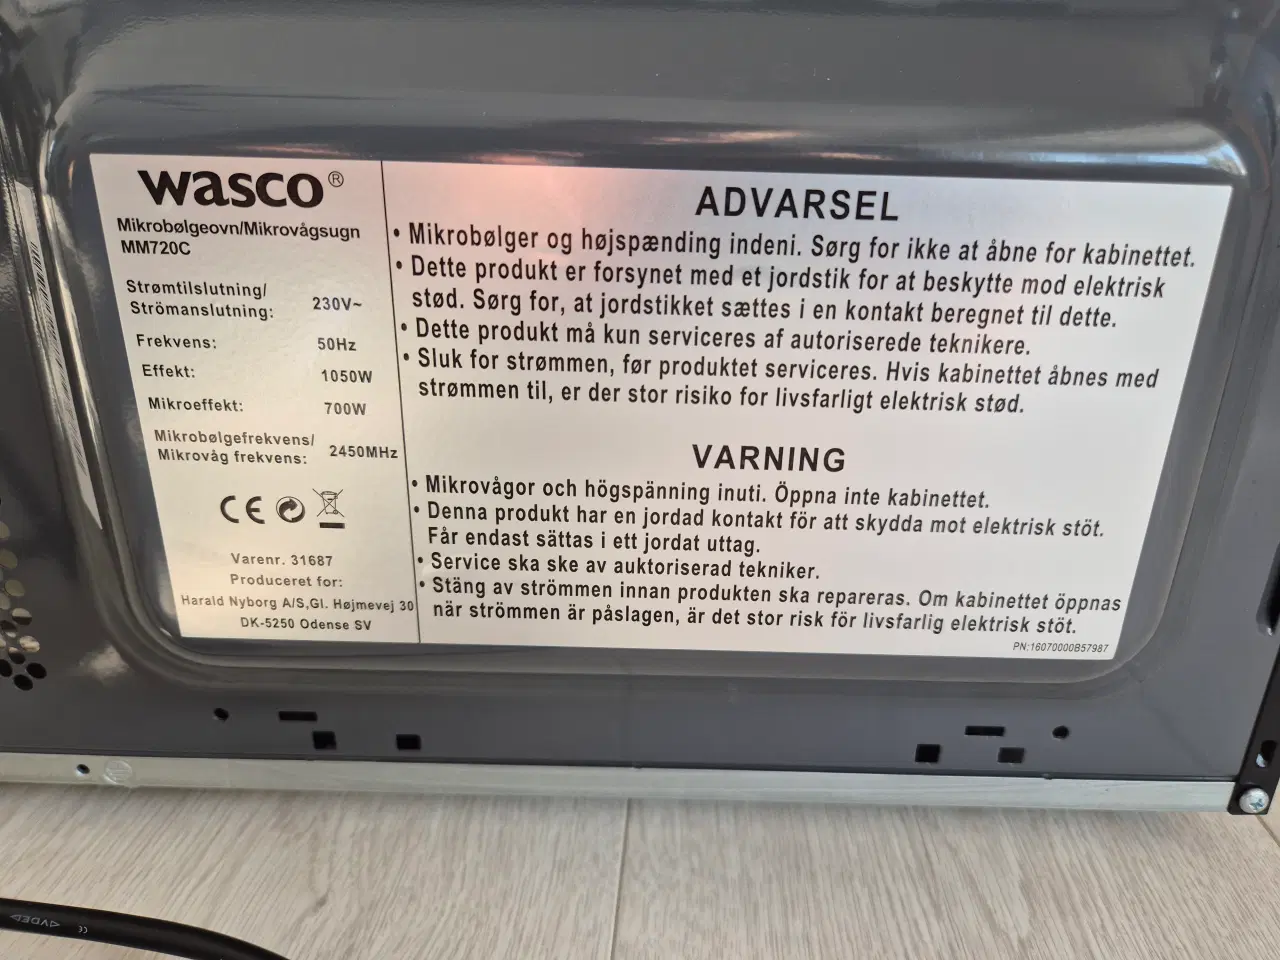 wasco®
Mikrobølgeovn/Mikrovågsugn
MM720C
Strømtilslutning/
Strömanslutning: 230V~
Frekvens: 50Hz
Effekt: 1050W
Mikroeffekt: 700W
Mikrobølgefrekvens/
Mikrovåg frekvens: 2450MHz
CE
Varenr. 31687
Produceret for:
Harald Nyborg A/S,Gl. Højmevej 30
DK-5250 Odense SV
ADVARSEL
• Mikrobølger og højspænding indeni. Sørg for ikke at åbne for kabinettet.
• Dette produkt er forsynet med et jordstik for at beskytte mod elektrisk
stød. Sørg for, at jordstikket sættes i en kontakt beregnet til dette.
• Dette produkt må kun serviceres af autoriserede teknikere.
• Sluk for strømmen, før produktet serviceres. Hvis kabinettet åbnes med
strømmen til, er der stor risiko for livsfarligt elektrisk stød.
VARNING
• Mikrovågor och högspänning inuti. Öppna inte kabinettet.
• Denna produkt har en jordad kontakt för att skydda mot elektrisk stöt.
Får endast sättas i ett jordat uttag.
• Service ska ske av auktoriserad tekniker.
• Stäng av strömmen innan produkten ska repareras. Om kabinettet öppnas
när strömmen är påslagen, är det stor risk för livsfarlig elektrisk stöt.
PN:16070000B57987
VDE